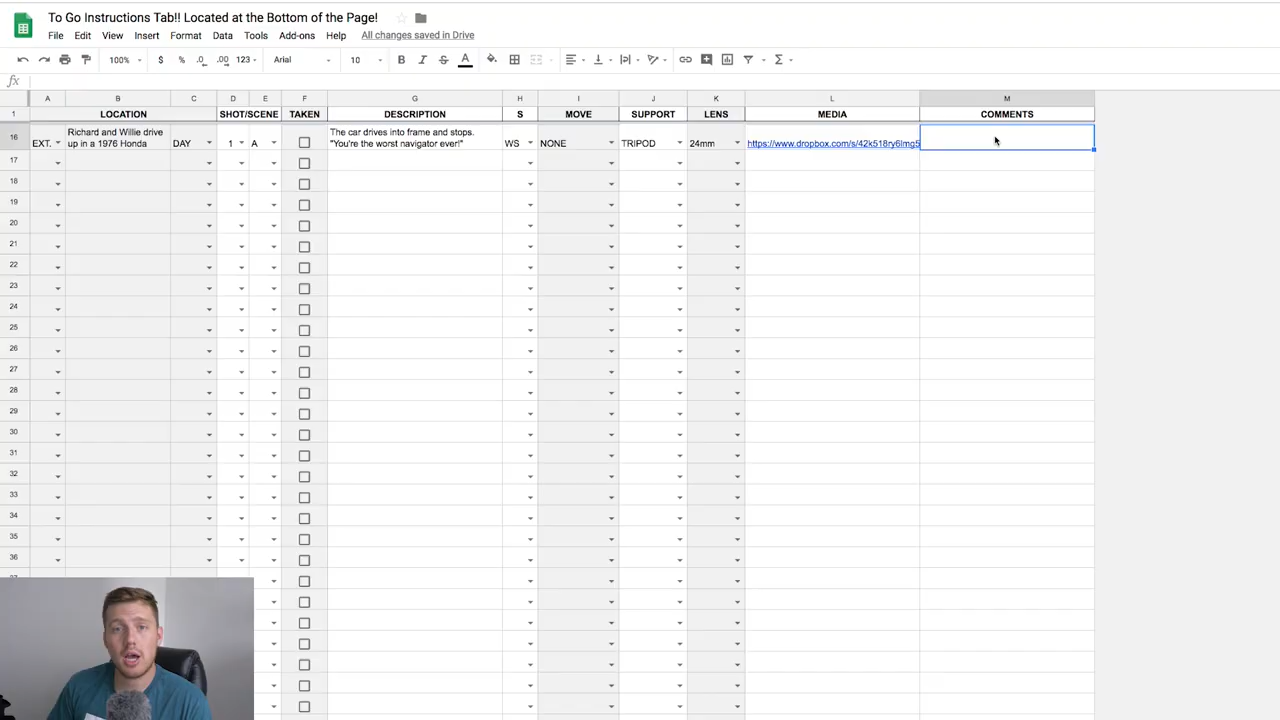 To Go Instructions Tab!! Located at the Bottom of the Page!
File Edit View Insert Format Data Tools Add-ons Help All changes saved in Drive
100% $ % .0 .00 123 Arial 10 B I S A Σ
fx
A B C D E F G H I J K L M
1 LOCATION SHOT/SCENE TAKEN DESCRIPTION S MOVE SUPPORT LENS MEDIA COMMENTS
16 EXT. Richard and Willie drive up in a 1976 Honda DAY 1 A The car drives into frame and stops. "You're the worst navigator ever!" WS NONE TRIPOD 24mm https://www.dropbox.com/s/42k518ry6lmg5
17
18
19
20
21
22
23
24
25
26
27
28
29
30
31
32
33
34
35
36